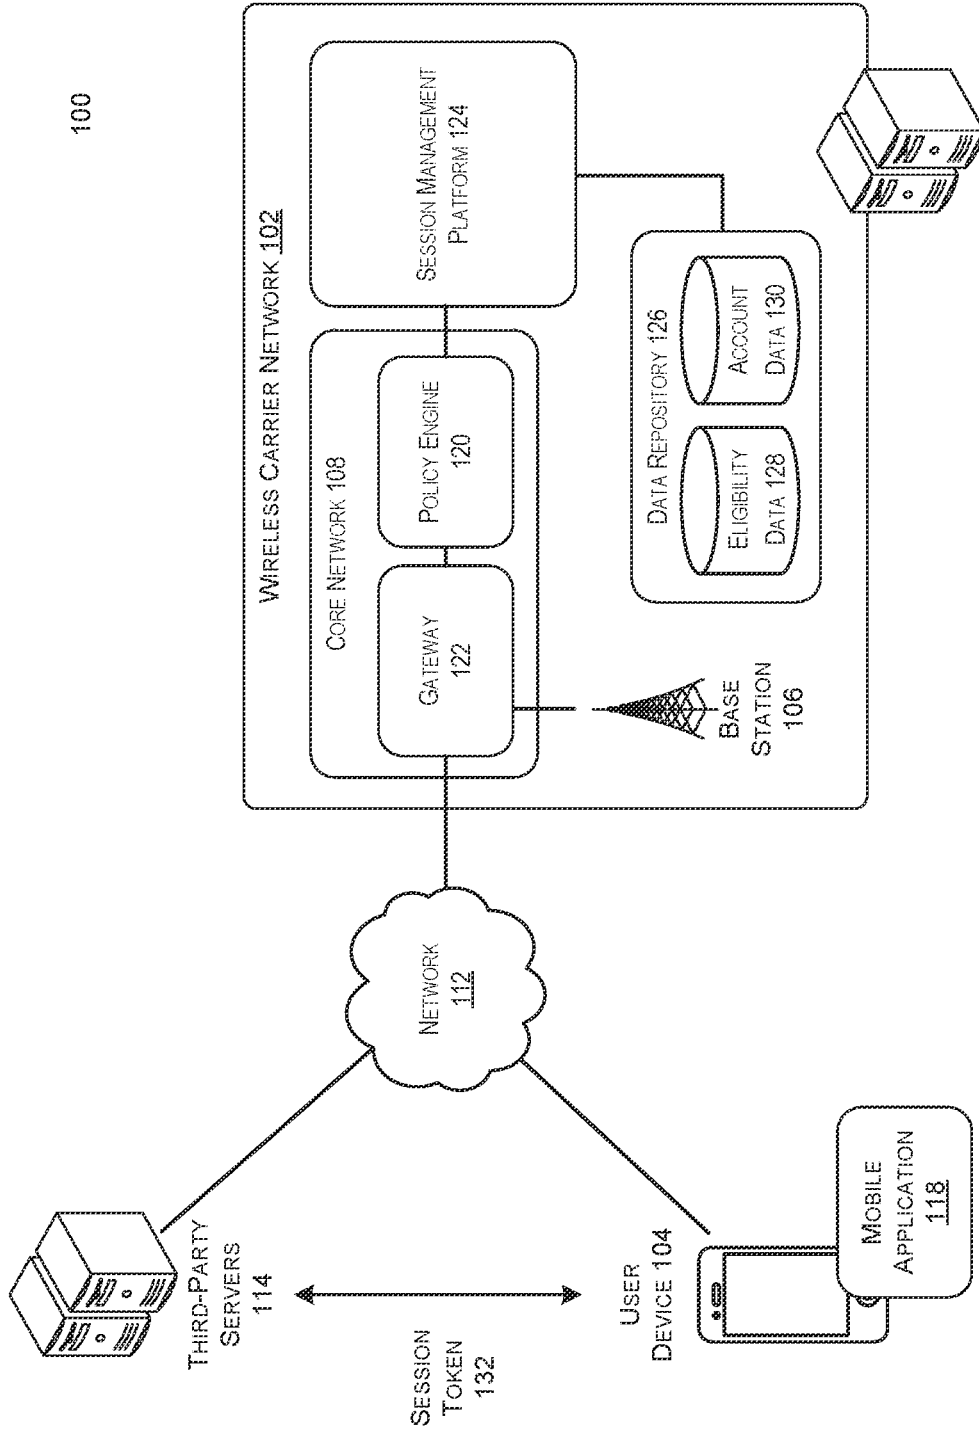 100
WIRELESS CARRIER NETWORK 102
CORE NETWORK 108
GATEWAY
122
POLICY ENGINE
120
SESSION MANAGEMENT
PLATFORM 124
DATA REPOSITORY 126
ELIGIBILITY
DATA 128
ACCOUNT
DATA 130
BASE
STATION
106
NETWORK
112
THIRD-PARTY
SERVERS
114
SESSION
TOKEN
132
USER
DEVICE 104
MOBILE
APPLICATION
118